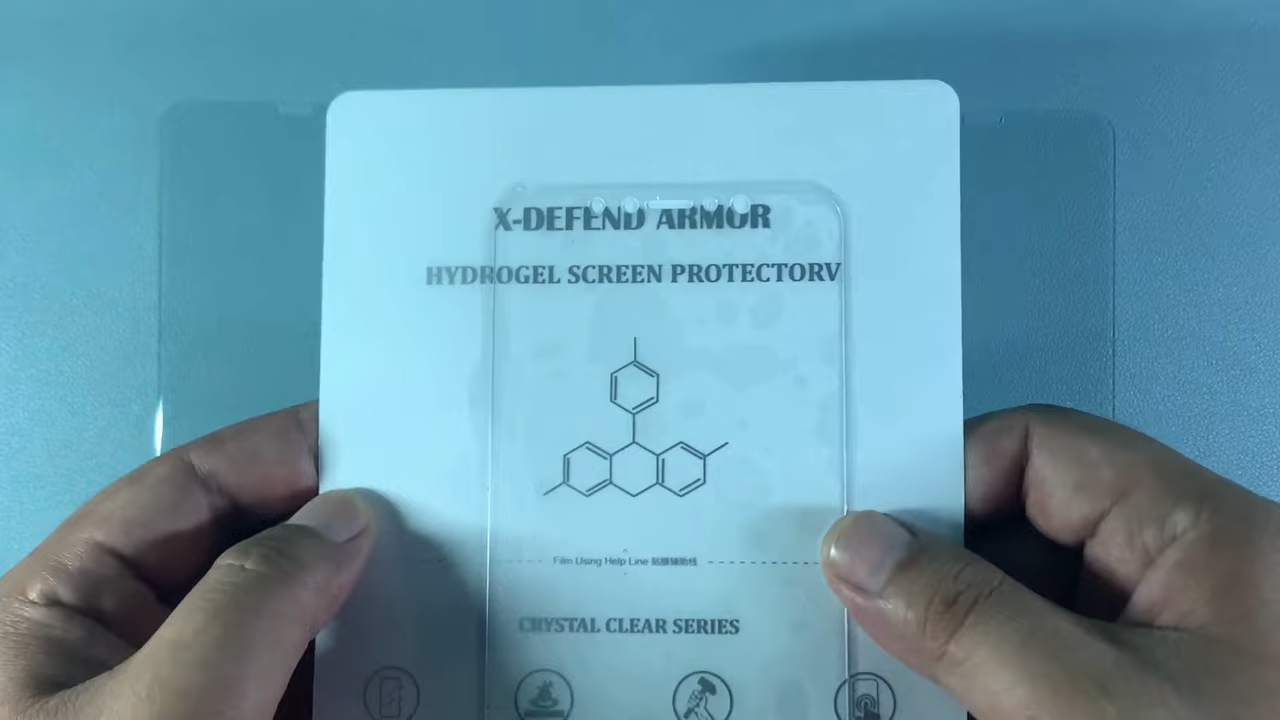 X-DEFEND ARMOR
HYDROGEL SCREEN PROTECTORV
Film Using Help Line 贴膜辅助线
CRYSTAL CLEAR SERIES